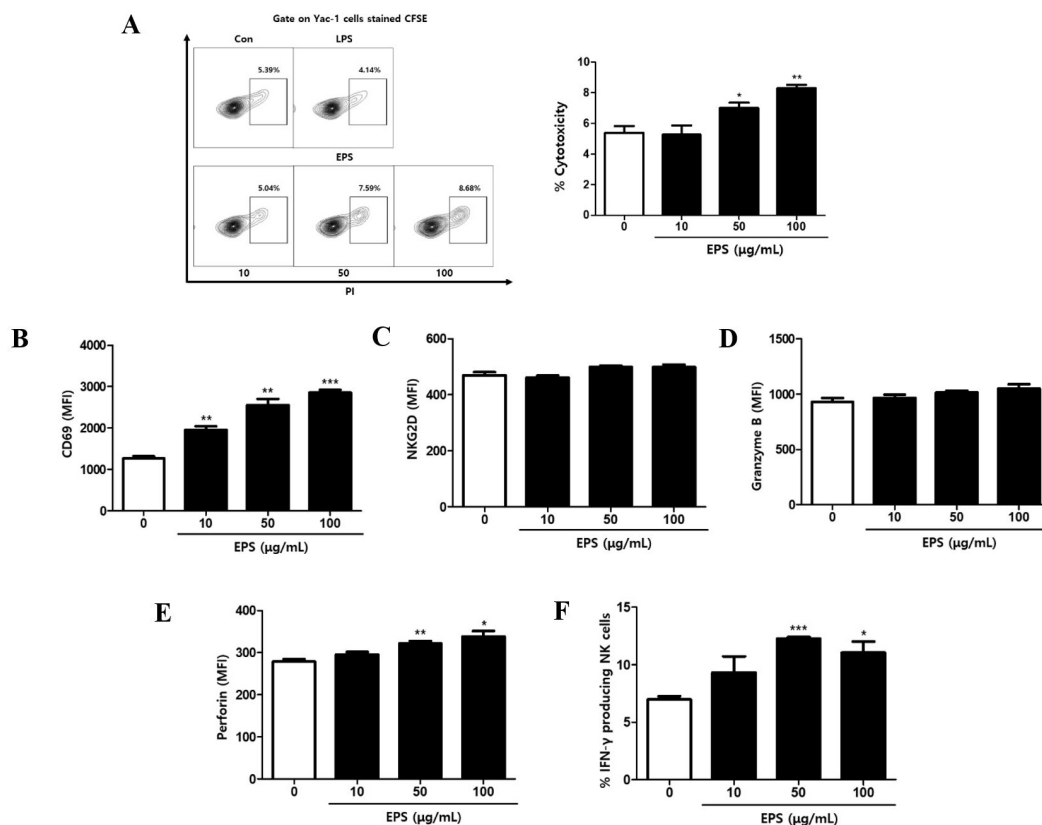 A
Gate on Yac-1 cells stained CFSE
Con LPS
5.39% 4.14%
EPS
5.04% 7.59% 8.68%
10 50 100
PI
% Cytotoxicity
10
8
6
4
2
0
* **
0 10 50 100
EPS (µg/mL)
B
CD69 (MFI)
4000
3000
2000
1000
0
** ** ***
0 10 50 100
EPS (µg/mL)
C
NKG2D (MFI)
600
400
200
0
0 10 50 100
EPS (µg/mL)
D
Granzyme B (MFI)
1500
1000
500
0
0 10 50 100
EPS (µg/mL)
E
Perforin (MFI)
400
300
200
100
0
** *
0 10 50 100
EPS (µg/mL)
F
% IFN-γ producing NK cells
15
10
5
0
*** *
0 10 50 100
EPS (µg/mL)